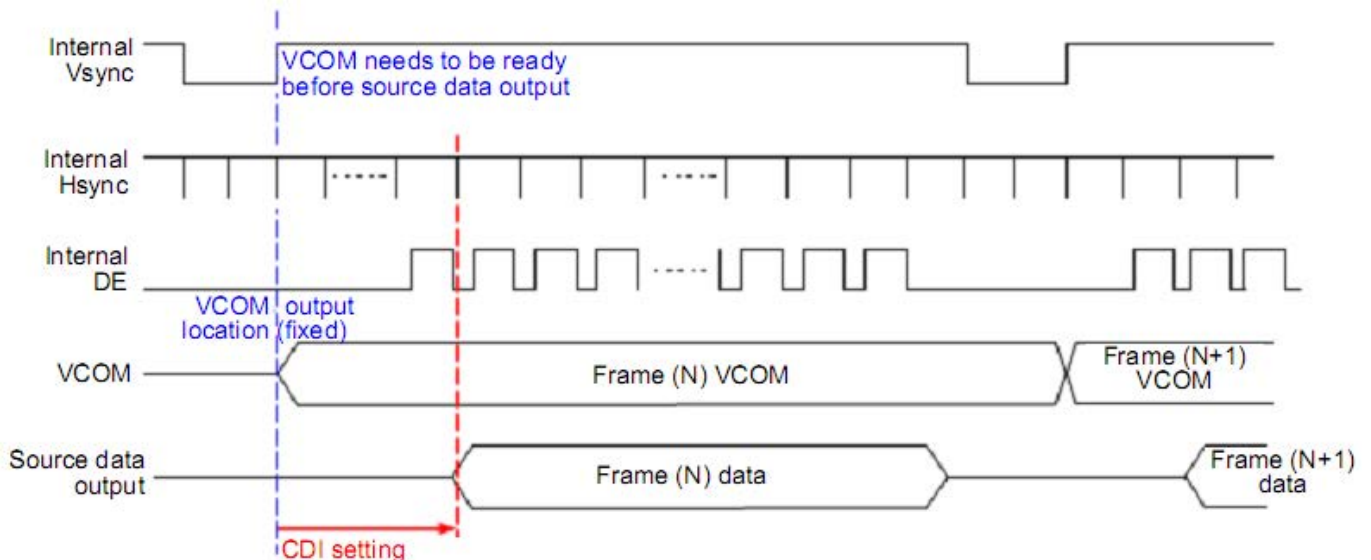 Internal
Vsync
VCOM needs to be ready
before source data output
Internal
Hsync
Internal
DE
VCOM output
location (fixed)
VCOM
Frame (N) VCOM
Frame (N+1)
VCOM
Source data
output
Frame (N) data
Frame (N+1)
data
CDI setting